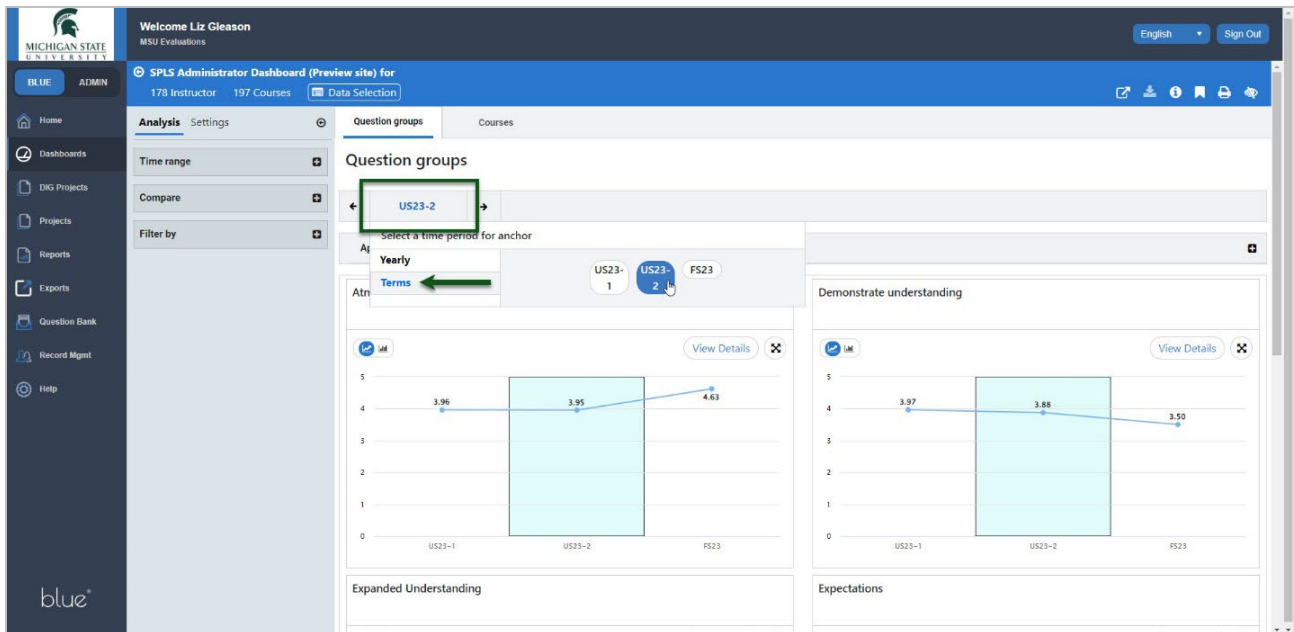 MICHIGAN STATE
UNIVERSITY
Welcome Liz Gleason
MSU Evaluations
English
Sign Out
BLUE ADMIN
SPLS Administrator Dashboard (Preview site) for
178 Instructor 197 Courses Data Selection
Home
Dashboards
DIG Projects
Projects
Reports
Exports
Question Bank
Record Mgmt
Help
blue®
Analysis Settings
Time range
Compare
Filter by
Question groups Courses
Question groups
US23-2
Select a time period for anchor
Yearly
Terms
US23-
1
US23-
2
FS23
View Details
5
4
3
2
1
0
3.96
3.95
4.63
US23-1 US23-2 FS23
Demonstrate understanding
View Details
5
4
3
2
1
0
3.97
3.88
3.50
US23-1 US23-2 FS23
Expanded Understanding
Expectations